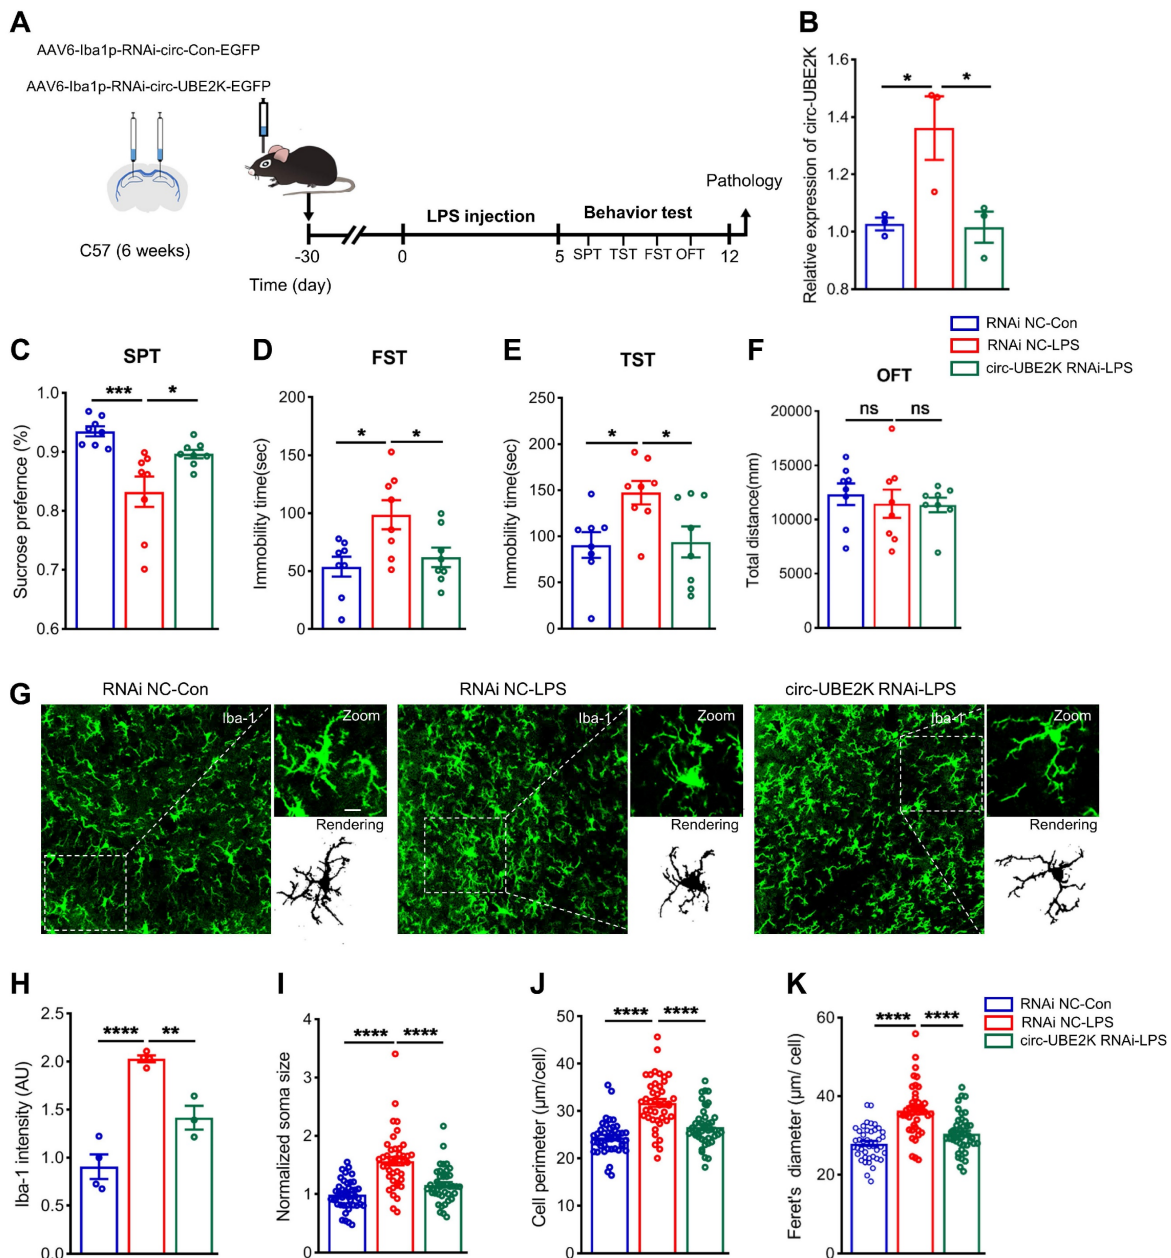 A
AAV6-Iba1p-RNAi-circ-Con-EGFP
AAV6-Iba1p-RNAi-circ-UBE2K-EGFP
C57 (6 weeks)
LPS injection
Behavior test
Pathology
-30
0
5
SPT
TST
FST
OFT
12
Time (day)
B
Relative expression of circ-UBE2K
1.6
1.4
1.2
1.0
0.8
*
*
RNAi NC-Con
RNAi NC-LPS
circ-UBE2K RNAi-LPS
C
SPT
Sucrose prefernce (%)
1.0
0.9
0.8
0.7
0.6
***
*
D
FST
Immobility time(sec)
200
150
100
50
0
*
*
E
TST
Immobility time(sec)
250
200
150
100
50
0
*
*
F
OFT
Total distance(mm)
20000
15000
10000
5000
0
ns
ns
G
RNAi NC-Con
Iba-1
Zoom
Rendering
RNAi NC-LPS
Iba-1
Zoom
Rendering
circ-UBE2K RNAi-LPS
Iba-1
Zoom
Rendering
H
Iba-1 intensity (AU)
2.5
2.0
1.5
1.0
0.5
0.0
****
**
I
Normalized soma size
4
3
2
1
0
****
****
J
Cell perimeter (μm/cell)
50
40
30
20
10
0
****
****
K
Feret's diameter (μm/ cell)
60
40
20
0
****
****
RNAi NC-Con
RNAi NC-LPS
circ-UBE2K RNAi-LPS